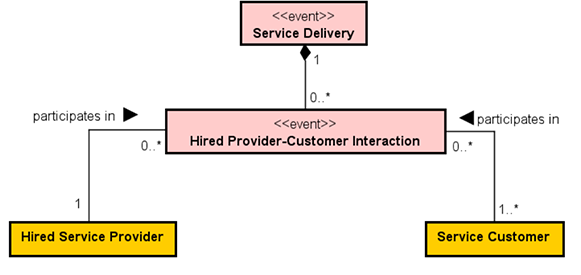 <<event>>
Service Delivery
1
0..*
participates in
participates in
<<event>>
Hired Provider-Customer Interaction
0..*
0..*
1
1..*
Hired Service Provider
Service Customer